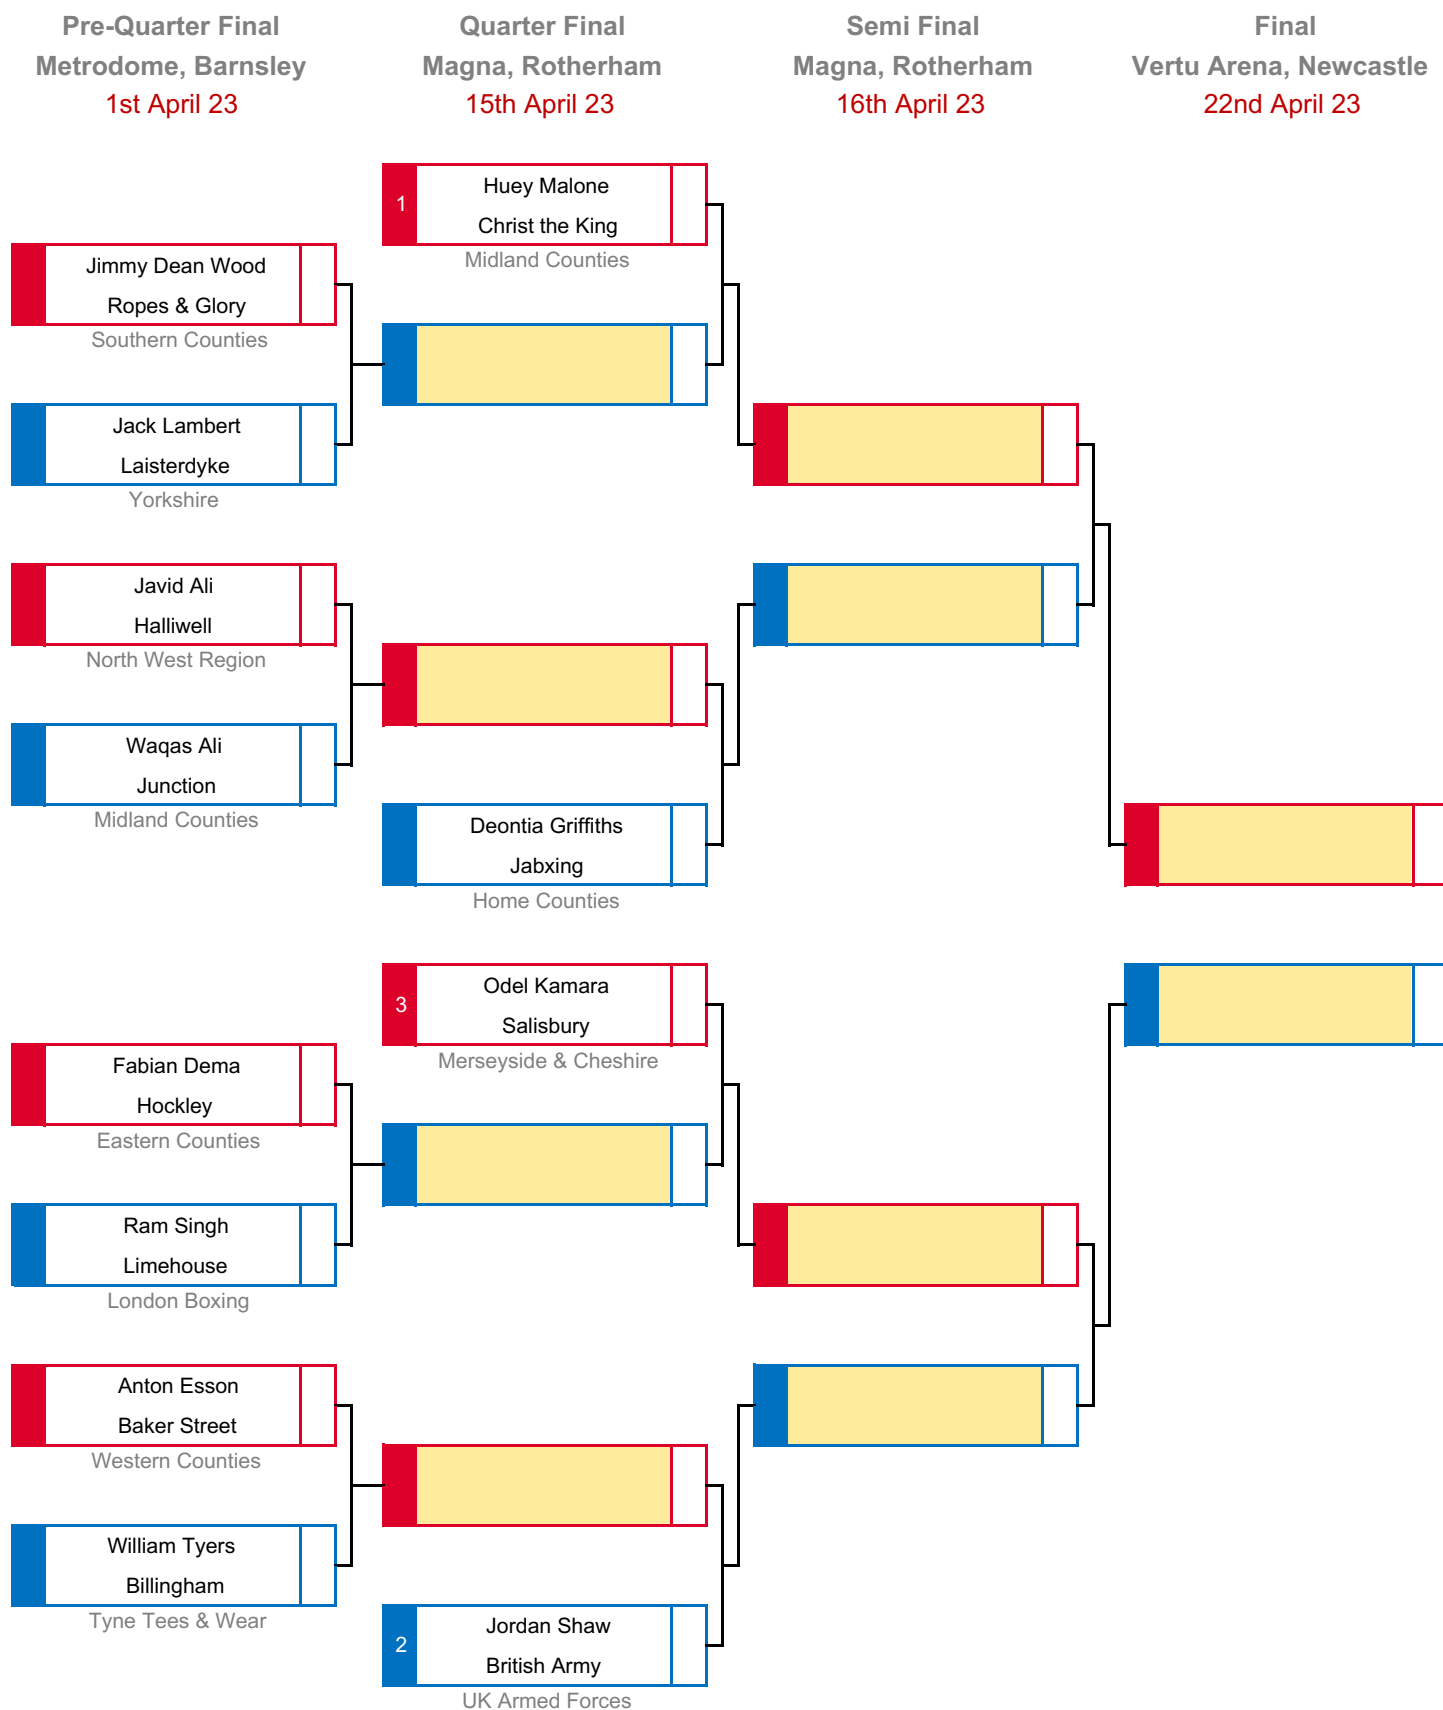 Pre-Quarter Final
Metrodome, Barnsley
1st April 23
Quarter Final
Magna, Rotherham
15th April 23
Semi Final
Magna, Rotherham
16th April 23
Final
Vertu Arena, Newcastle
22nd April 23
Jimmy Dean Wood
Ropes & Glory
Southern Counties
Jack Lambert
Laisterdyke
Yorkshire
Javid Ali
Halliwell
North West Region
Waqas Ali
Junction
Midland Counties
Fabian Dema
Hockley
Eastern Counties
Ram Singh
Limehouse
London Boxing
Anton Esson
Baker Street
Western Counties
William Tyers
Billingham
Tyne Tees & Wear
1
Huey Malone
Christ the King
Midland Counties
Deontia Griffiths
Jabxing
Home Counties
3
Odel Kamara
Salisbury
Merseyside & Cheshire
2
Jordan Shaw
British Army
UK Armed Forces